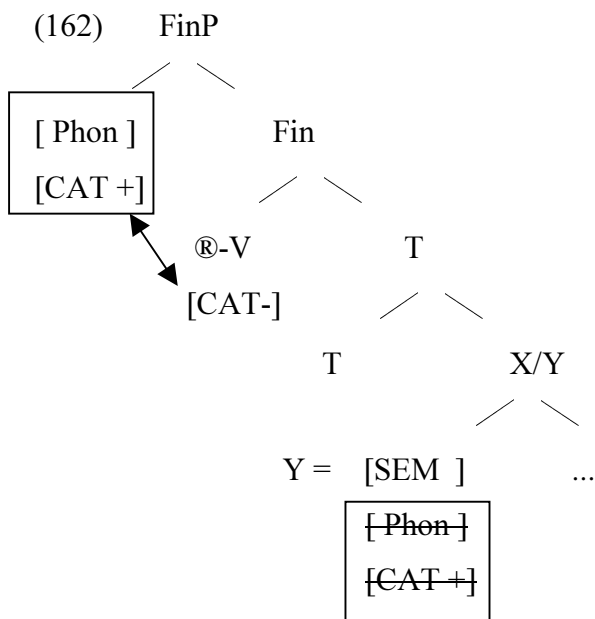 (162) FinP
[ Phon ] Fin
[CAT +]
®-V T
[CAT-]
T X/Y
Y = [SEM ] ...
[ Phon ]
[CAT +]